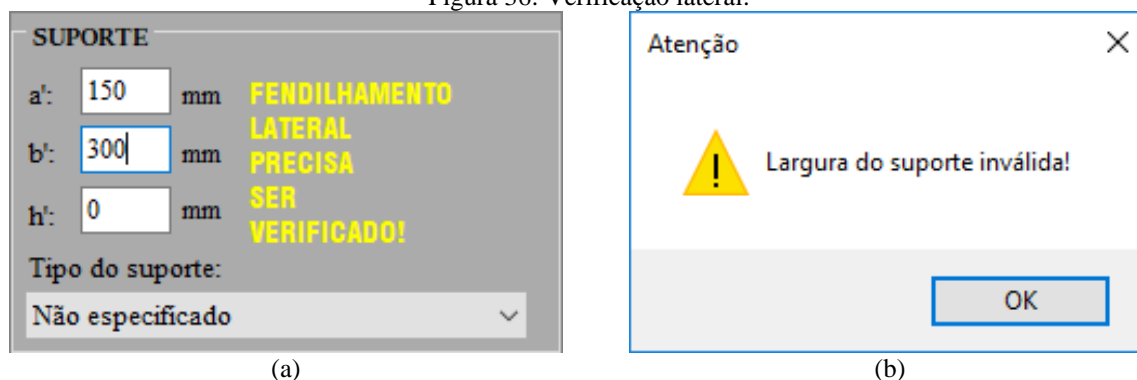 Figura 36. Verificação lateral.
SUPORTE
a': 150 mm
b': 300 mm
h': 0 mm
FENDILHAMENTO
LATERAL
PRECISA
SER
VERIFICADO!
Tipo do suporte:
Não especificado
(a)
Atenção
Largura do suporte inválida!
OK
(b)